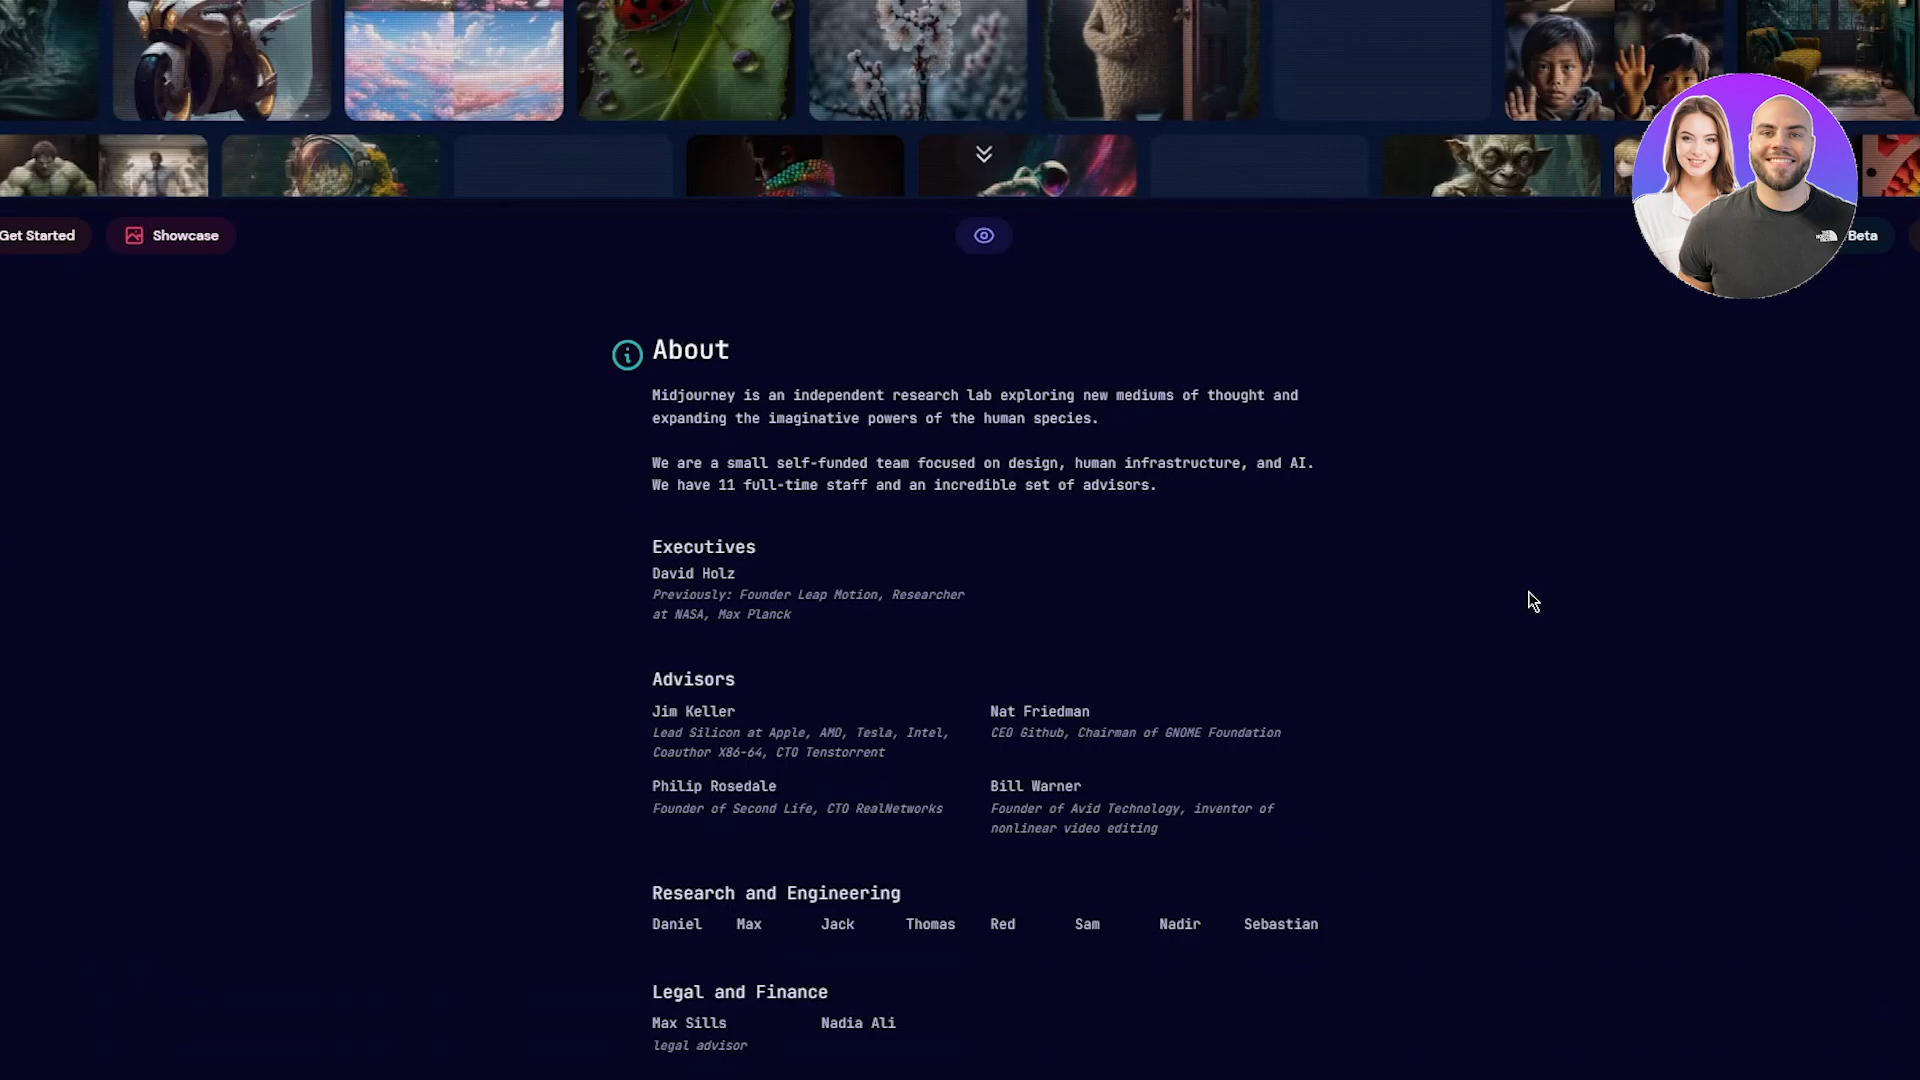 Get Started
Showcase
Beta
THE NORTH FACE
About
Midjourney is an independent research lab exploring new mediums of thought and
expanding the imaginative powers of the human species.
We are a small self-funded team focused on design, human infrastructure, and AI.
We have 11 full-time staff and an incredible set of advisors.
Executives
David Holz
Previously: Founder Leap Motion, Researcher
at NASA, Max Planck
Advisors
Jim Keller
Lead Silicon at Apple, AMD, Tesla, Intel,
Coauthor X86-64, CTO Tenstorrent
Nat Friedman
CEO Github, Chairman of GNOME Foundation
Philip Rosedale
Founder of Second Life, CTO RealNetworks
Bill Warner
Founder of Avid Technology, inventor of
nonlinear video editing
Research and Engineering
Daniel Max Jack Thomas Red Sam Nadir Sebastian
Legal and Finance
Max Sills
legal advisor
Nadia Ali